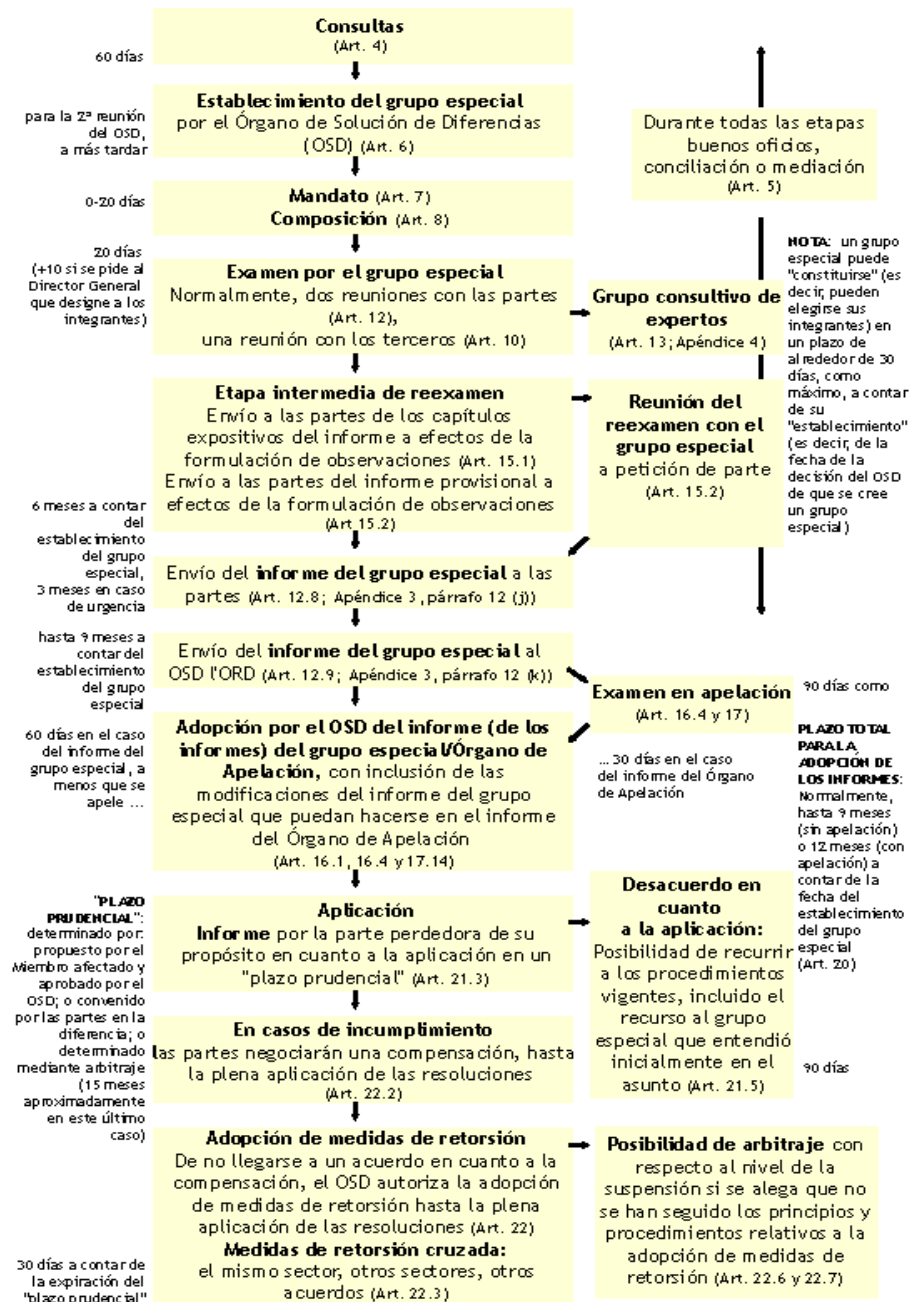 Consultas
(Art. 4)
60 días
Establecimiento del grupo especial
por el Órgano de Solución de Diferencias
(OSD) (Art. 6)
para la 2ª reunión
del OSD,
a más tardar
Durante todas las etapas
buenos oficios,
conciliación o mediación
(Art. 5)
Mandato (Art. 7)
Composición (Art. 8)
0-20 días
20 días
(+10 si se pide al
Director General
que designe a los
integrantes)
Examen por el grupo especial
Normalmente, dos reuniones con las partes
(Art. 12),
una reunión con los terceros (Art. 10)
Grupo consultivo de
expertos
(Art. 13; Apéndice 4)
NOTA: un grupo
especial puede
"constituirse" (es
decir, pueden
elegirse sus
integrantes) en
un plazo de
alrededor de 30
días, como
máximo, a contar
de su
"establecimiento"
(es decir, de la
fecha de la
decisión del OSD
de que se cree
un grupo
especial)
Etapa intermedia de reexamen
Envío a las partes de los capítulos
expositivos del informe a efectos de la
formulación de observaciones (Art. 15.1)
Envío a las partes del informe provisional a
efectos de la formulación de observaciones
(Art 15.2)
Reunión del
reexamen con el
grupo especial
a petición de parte
(Art. 15.2)
6 meses a contar
del
establecimiento
del grupo
especial,
3 meses en caso
de urgencia
Envío del informe del grupo especial a las
partes (Art. 12.8; Apéndice 3, párrafo 12 (j))
hasta 9 meses a
contar del
establecimiento
del grupo
especial
Envío del informe del grupo especial al
OSD l'ORD (Art. 12.9; Apéndice 3, párrafo 12 (k))
Examen en apelación
(Art. 16.4 y 17)
90 días como
60 días en el caso
del informe del
grupo especial, a
menos que se
apele ...
Adopción por el OSD del informe (de los
informes) del grupo especial/Órgano de
Apelación, con inclusión de las
modificaciones del informe del grupo
especial que puedan hacerse en el informe
del Órgano de Apelación
(Art. 16.1, 16.4 y 17.14)
... 30 días en el caso
del informe del Órgano
de Apelación
PLAZO TOTAL
PARA LA
ADOPCIÓN DE
LOS INFORMES:
Normalmente,
hasta 9 meses
(sin apelación)
o 12 meses (con
apelación) a
contar de la
fecha del
establecimiento
del grupo
especial
(Art. 20)
"PLAZO
PRUDENCIAL":
determinado por:
propuesto por el
Miembro afectado y
aprobado por el
OSD; o convenido
por las partes en la
diferencia; o
determinado
mediante arbitraje
(15 meses
aproximadamente
en este último
caso)
Aplicación
Informe por la parte perdedora de su
propósito en cuanto a la aplicación en un
"plazo prudencial" (Art. 21.3)
Desacuerdo en
cuanto
a la aplicación:
Posibilidad de recurrir
a los procedimientos
vigentes, incluido el
recurso al grupo
especial que entendió
inicialmente en el
asunto (Art. 21.5)
90 días
En casos de incumplimiento
las partes negociarán una compensación, hasta
la plena aplicación de las resoluciones
(Art. 22.2)
Adopción de medidas de retorsión
De no llegarse a un acuerdo en cuanto a la
compensación, el OSD autoriza la adopción
de medidas de retorsión hasta la plena
aplicación de las resoluciones (Art. 22)
Medidas de retorsión cruzada:
el mismo sector, otros sectores, otros
acuerdos (Art. 22.3)
Posibilidad de arbitraje con
respecto al nivel de la
suspensión si se alega que no
se han seguido los principios y
procedimientos relativos a la
adopción de medidas de
retorsión (Art. 22.6 y 22.7)
30 días a contar de
la expiración del
"plazo prudencial"